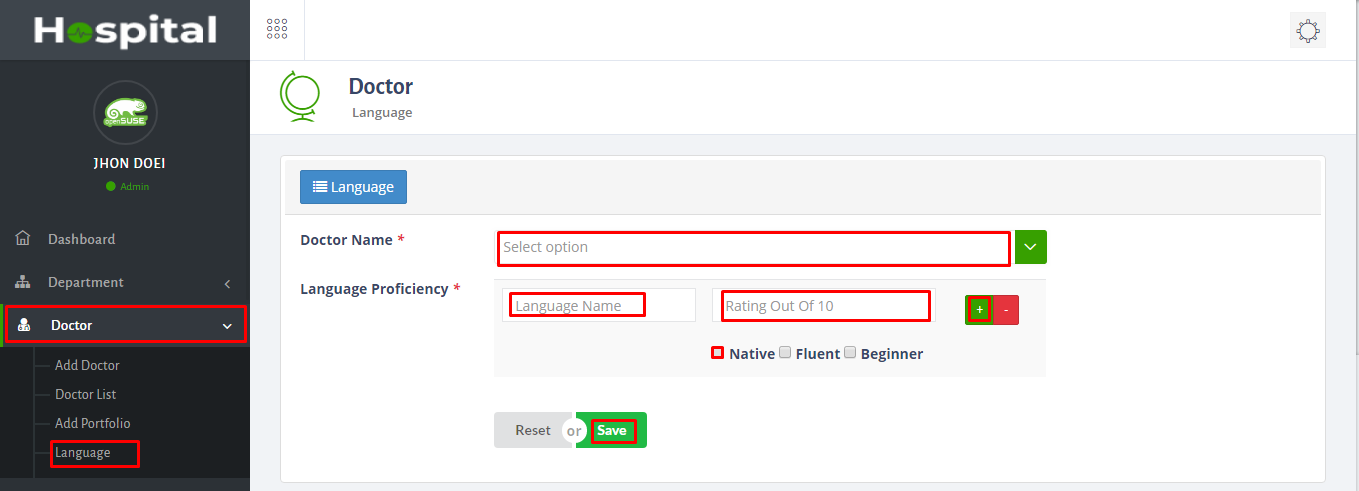 Hospital
openSUSE
JHON DOEI
Admin
Dashboard
Department
Doctor
Add Doctor
Doctor List
Add Portfolio
Language
Doctor
Language
Language
Doctor Name *
Select option
Language Proficiency *
Language Name
Rating Out Of 10
+ -
Native Fluent Beginner
Reset or Save